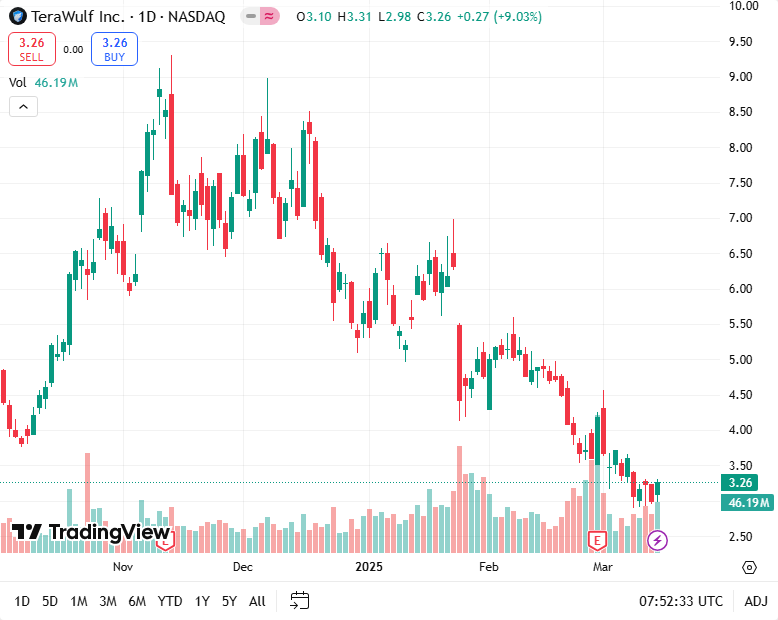 TeraWulf Inc. · 1D · NASDAQ O3.10 H3.31 L2.98 C3.26 +0.27 (+9.03%)
3.26 SELL 0.00 3.26 BUY
Vol 46.19M
10.00
9.50
9.00
8.50
8.00
7.50
7.00
6.50
6.00
5.50
5.00
4.50
4.00
3.50
3.26
46.19M
2.50
TradingView
E E
Nov Dec 2025 Feb Mar
1D 5D 1M 3M 6M YTD 1Y 5Y All 07:52:33 UTC ADJ